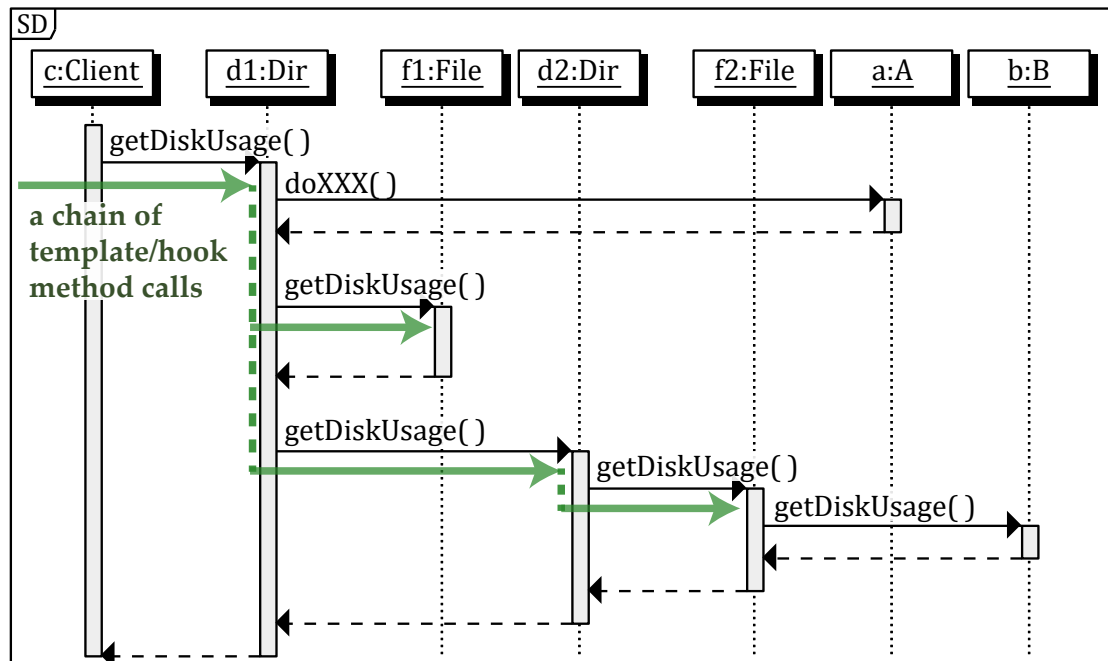 SD
c:Client
d1:Dir
f1:File
d2:Dir
f2:File
a:A
b:B
getDiskUsage( )
doXXX( )
a chain of
template/hook
method calls
getDiskUsage( )
getDiskUsage( )
getDiskUsage( )
getDiskUsage( )